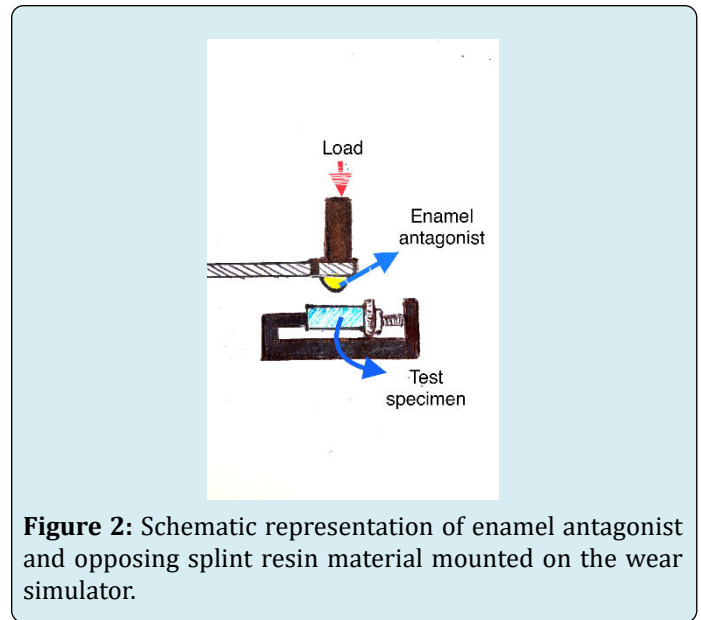 Load
Enamel
antagonist
Test
specimen
Figure 2: Schematic representation of enamel antagonist
and opposing splint resin material mounted on the wear
simulator.